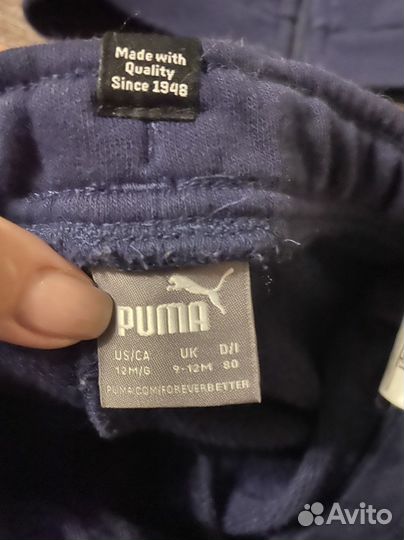 Made with
Quality
Since 1948
PUMA
US/CA UK D/I
12M/G 9-12M 80
PUMA.COM/FOREVERBETTER
Avito